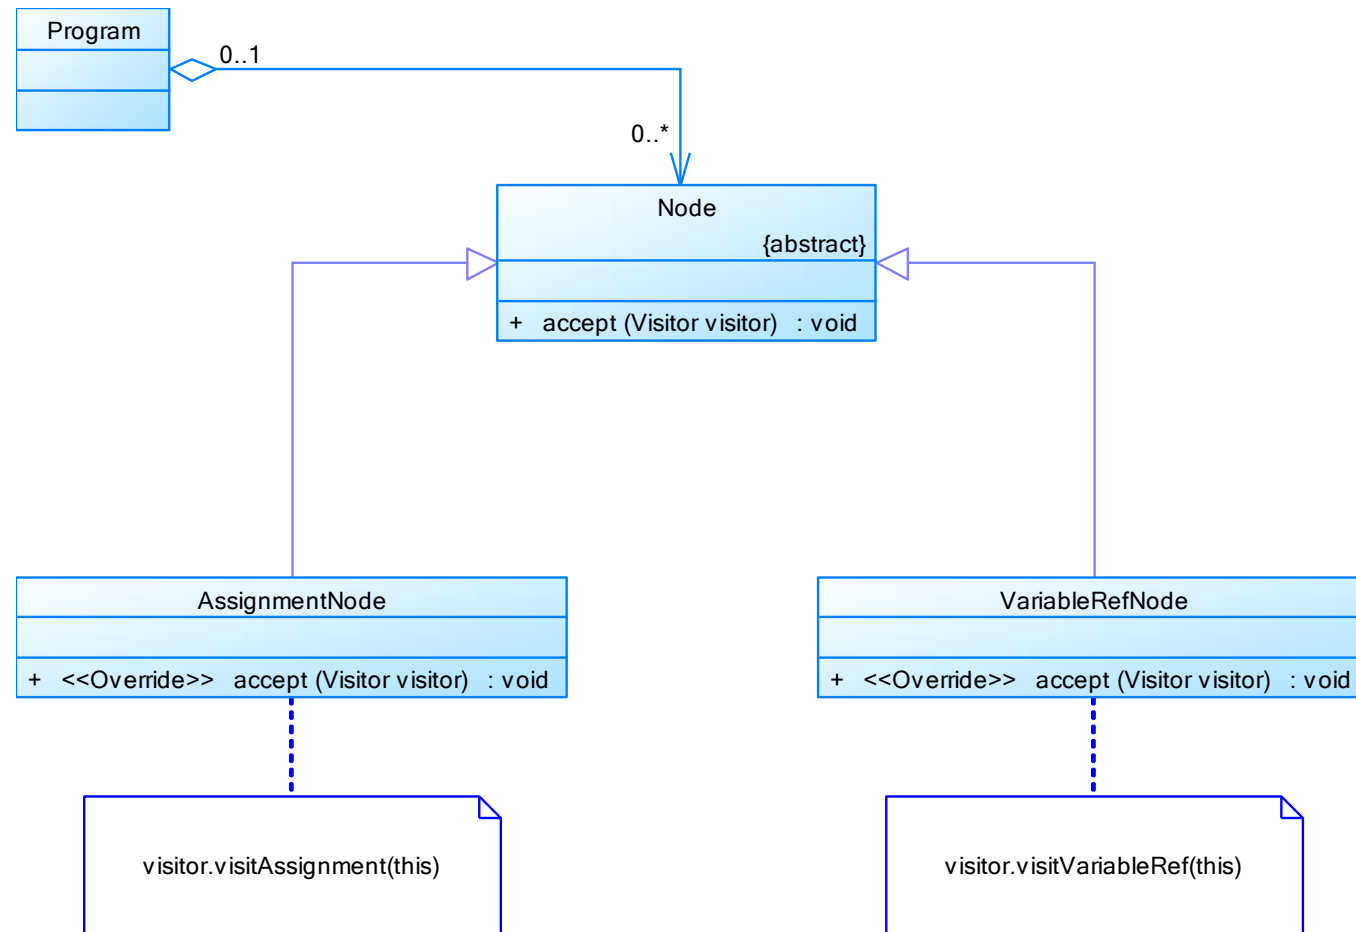 Program
0..1
0..*
Node
{abstract}
+ accept (Visitor visitor) : void
AssignmentNode
+ <<Override>> accept (Visitor visitor) : void
VariableRefNode
+ <<Override>> accept (Visitor visitor) : void
visitor.visitAssignment(this)
visitor.visitVariableRef(this)